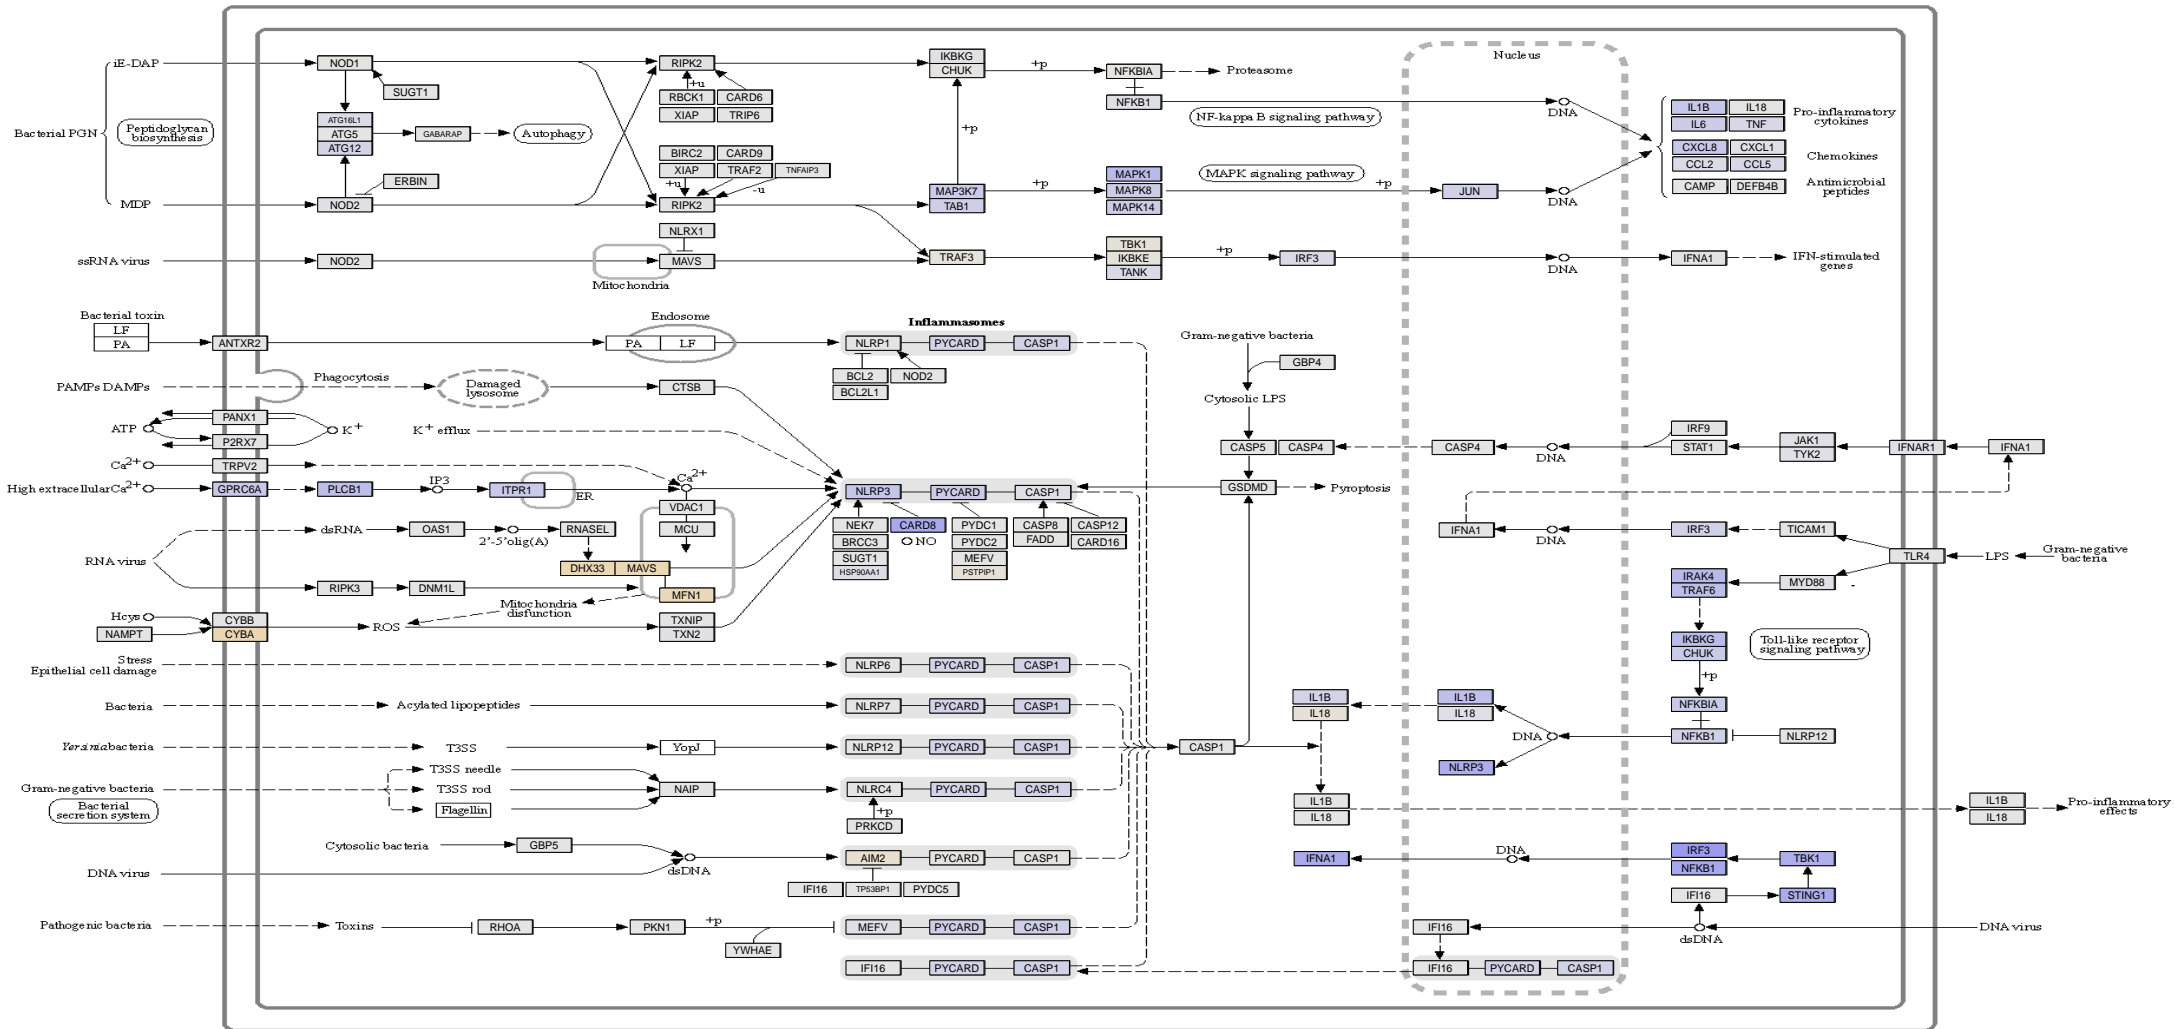 Nucleus
iE-DAP
NOD1
RIPK2
IKBKG
CHUK
+p
NFKBIA
Proteasome
SUGT1
+u
RBCK1
CARD6
XIAP
TRIP6
NFKB1
DNA
NF-kappa B signaling pathway
IL1B
IL18
IL6
TNF
Pro-inflammatory
cytokines
Bacterial PGN
Peptidoglycan
biosynthesis
ATG16L1
ATG5
ATG12
GABARAP
Autophagy
+p
BIRC2
CARD9
XIAP
TRAF2
TNFAIP3
+u
-u
CXCL8
CXCL1
CCL2
CCL5
Chemokines
ERBIN
MAPK signaling pathway
MAP3K7
TAB1
+p
MAPK1
MAPK8
MAPK14
+p
JUN
DNA
CAMP
DEFB4B
Antimicrobial
peptides
MDP
NOD2
RIPK2
NLRX1
ssRNA virus
NOD2
MAVS
Mitochondria
TRAF3
TBK1
IKBKE
TANK
+p
IRF3
DNA
IFNA1
IFN-stimulated
genes
Bacterial toxin
LF
PA
ANTXR2
Endosome
PA
LF
Inflammasomes
NLRP1
PYCARD
CASP1
BCL2
NOD2
BCL2L1
Gram-negative bacteria
GBP4
Cytosolic LPS
PAMPs DAMPs
Phagocytosis
Damaged
lysosome
CTSB
PANX1
ATP
K+
P2RX7
K+ efflux
CASP5
CASP4
CASP4
DNA
IRF9
STAT1
JAK1
TYK2
IFNAR1
IFNA1
Ca2+
TRPV2
Ca2+
High extracellularCa2+
GPRC6A
PLCB1
IP3
ITPR1
ER
NLRP3
PYCARD
CASP1
GSDMD
Pyroptosis
VDAC1
MCU
NEK7
CARD8
BRCC3
NO
SUGT1
HSP90AA1
PYDC1
PYDC2
MEFV
PSTPIP1
CASP8
FADD
CASP12
CARD16
IFNA1
DNA
IRF3
TICAM1
dsRNA
OAS1
2'-5'olig(A)
RNASEL
RNA virus
DHX33
MAVS
TLR4
LPS
Gram-negative
bacteria
RIPK3
DNM1L
MFN1
Mitochondria
disfunction
IRAK4
TRAF6
MYD88
-
Hcys
NAMPT
CYBB
CYBA
ROS
TXNIP
TXN2
IKBKG
CHUK
Toll-like receptor
signaling pathway
+p
Stress
Epithelial cell damage
NLRP6
PYCARD
CASP1
Bacteria
Acylated lipopeptides
NLRP7
PYCARD
CASP1
IL1B
IL18
IL1B
IL18
NFKBIA
Yersinia bacteria
T3SS
YopJ
NLRP12
PYCARD
CASP1
CASP1
DNA
NFKB1
NLRP12
NLRP3
T3SS needle
Gram-negative bacteria
T3SS rod
NAIP
NLRC4
PYCARD
CASP1
Flagellin
Bacterial
secretion system
+p
PRKCD
IL1B
IL18
IL1B
IL18
Pro-inflammatory
effects
Cytosolic bacteria
GBP5
AIM2
PYCARD
CASP1
dsDNA
DNA virus
IFI16
TP53BP1
PYDC5
IFNA1
DNA
IRF3
NFKB1
TBK1
IFI16
STING1
Pathogenic bacteria
Toxins
RHOA
PKN1
+p
YWHAE
MEFV
PYCARD
CASP1
IFI16
dsDNA
DNA virus
IFI16
PYCARD
CASP1
IFI16
PYCARD
CASP1